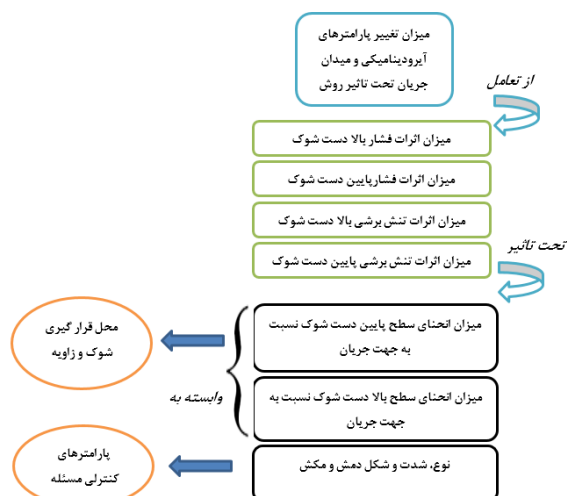 میزان تغییر پارامترهای
آیرودینامیکی و میدان
جریان تحت تاثیر روش
از تعامل
میزان اثرات فشار بالا دست شوک
میزان اثرات فشارپایین دست شوک
میزان اثرات تنش برشی بالا دست شوک
میزان اثرات تنش برشی پایین دست شوک
تحت تاثیر
میزان انحنای سطح پایین دست شوک نسبت
به جهت جریان
میزان انحنای سطح بالا دست شوک نسبت به
جهت جریان
وابسته به
محل قرار گیری
شوک و زاویه
نوع، شدت و شکل دمش و مکش
پارامترهای
کنترلی مسئله